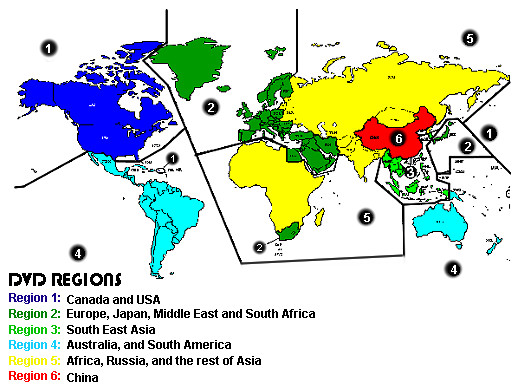 1
5
2
6
1
2
1
3
5
2
4
4
DVD REGIONS
Region 1: Canada and USA
Region 2: Europe, Japan, Middle East and South Africa
Region 3: South East Asia
Region 4: Australia, and South America
Region 5: Africa, Russia, and the rest of Asia
Region 6: China